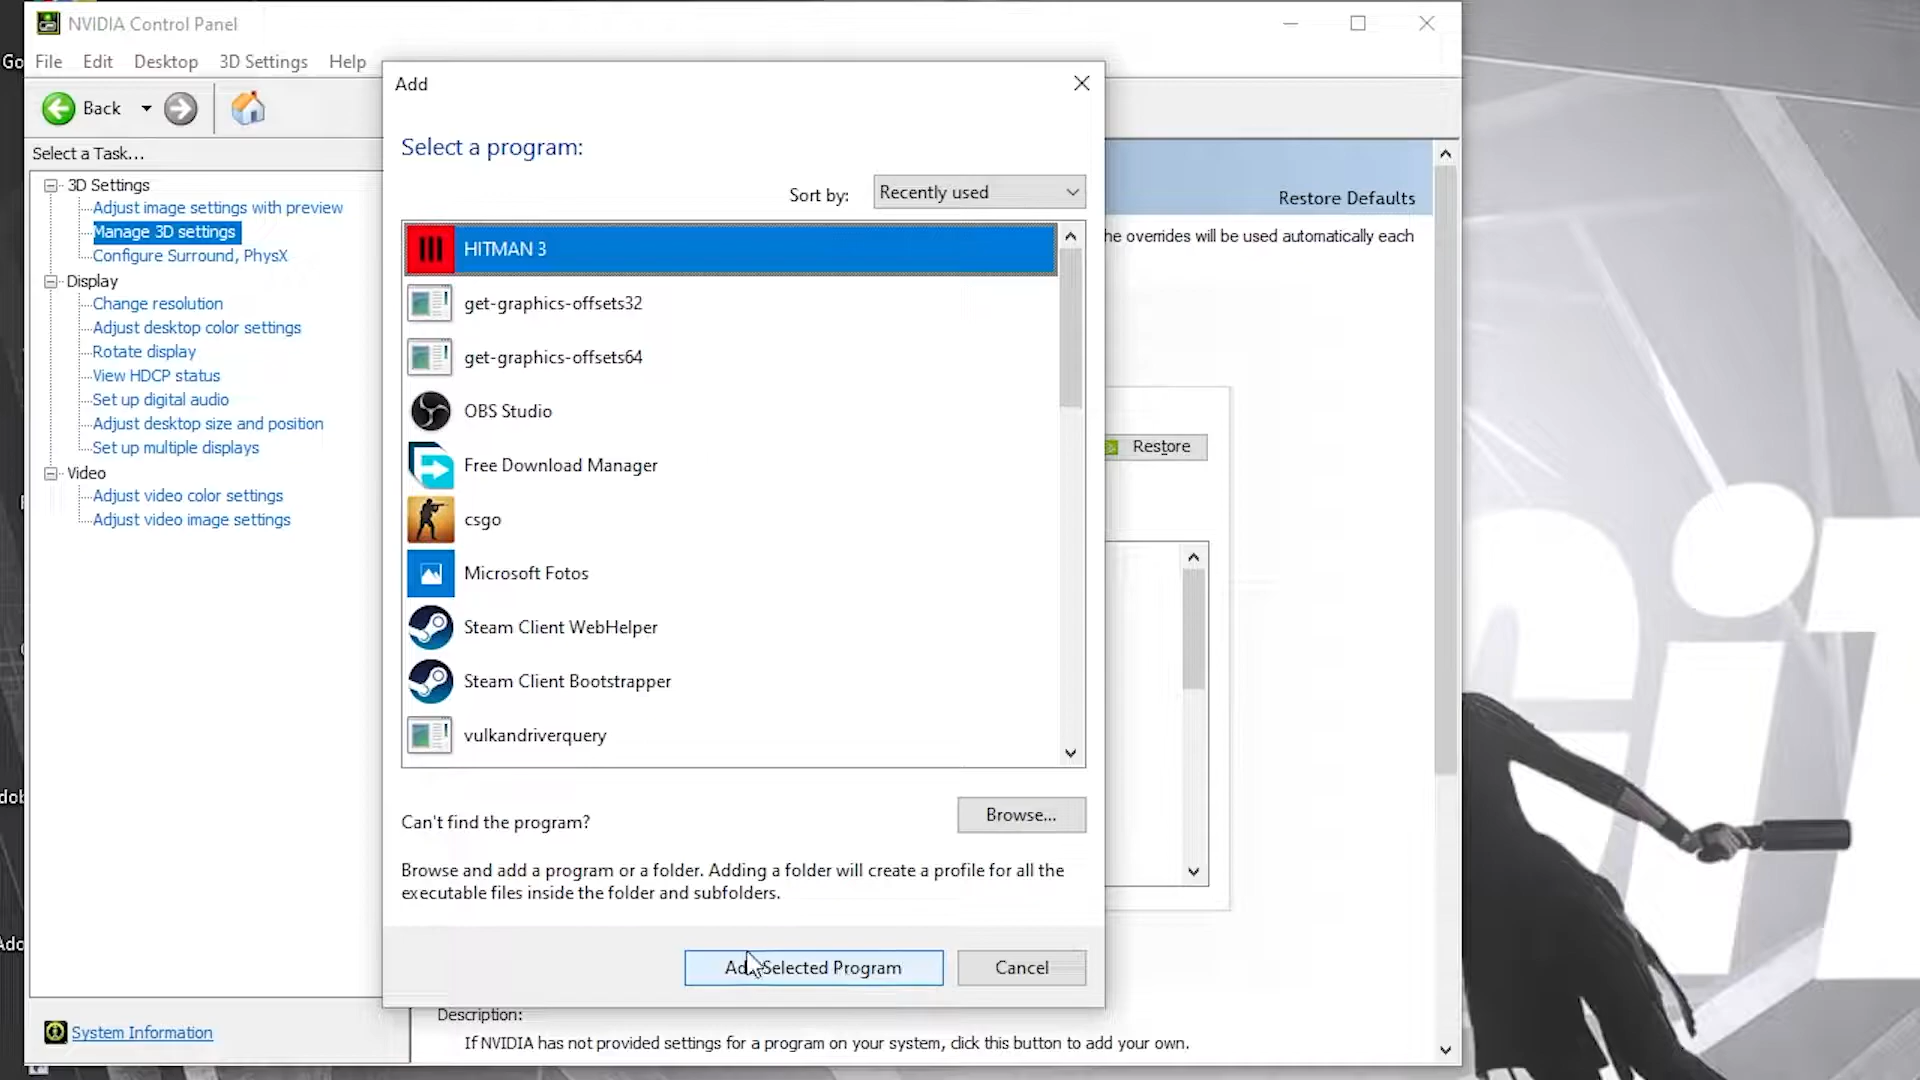 NVIDIA Control Panel
File Edit Desktop 3D Settings Help
Back
Select a Task...
3D Settings
Adjust image settings with preview
Manage 3D settings
Configure Surround, PhysX
Display
Change resolution
Adjust desktop color settings
Rotate display
View HDCP status
Set up digital audio
Adjust desktop size and position
Set up multiple displays
Video
Adjust video color settings
Adjust video image settings
System Information
Add
Select a program:
Sort by: Recently used
HITMAN 3
get-graphics-offsets32
get-graphics-offsets64
OBS Studio
Free Download Manager
csgo
Microsoft Fotos
Steam Client WebHelper
Steam Client Bootstrapper
vulkandriverquery
Can't find the program?
Browse...
Browse and add a program or a folder. Adding a folder will create a profile for all the
executable files inside the folder and subfolders.
Add Selected Program
Cancel
Restore Defaults
he overrides will be used automatically each
Restore
Description:
If NVIDIA has not provided settings for a program on your system, click this button to add your own.
Go